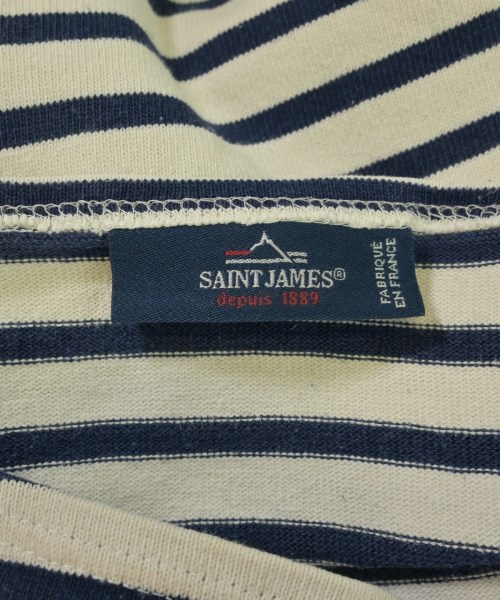 SAINT JAMES®
depuis 1889
FABRIQUÉ
EN FRANCE